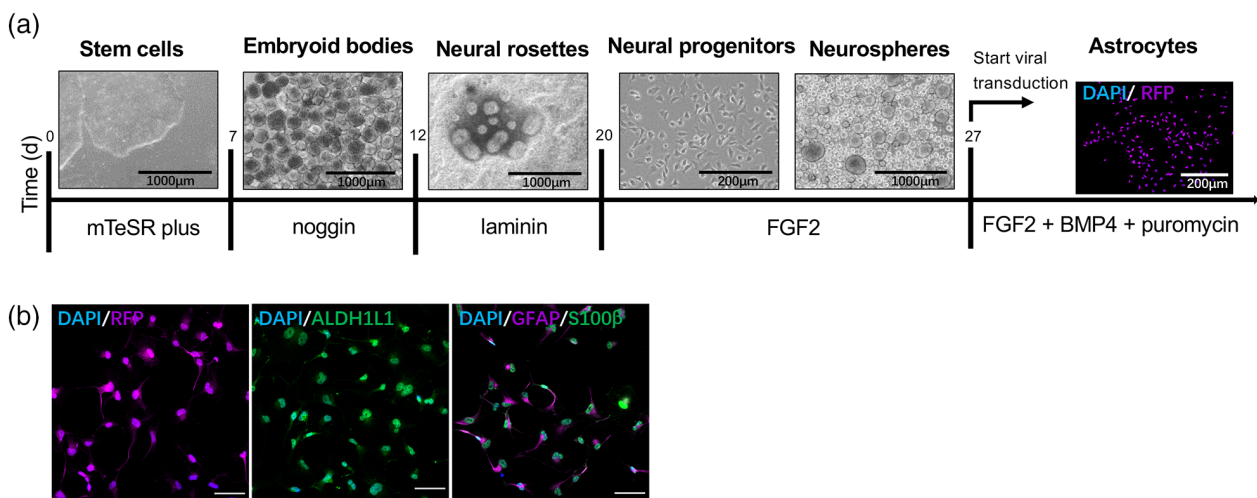 (a)
Stem cells
Embryoid bodies
Neural rosettes
Neural progenitors
Neurospheres
Start viral
transduction
Astrocytes
DAPI/ RFP
Time (d)
0
7
12
20
27
1000μm
1000μm
1000μm
200μm
1000μm
200μm
mTeSR plus
noggin
laminin
FGF2
FGF2 + BMP4 + puromycin
(b)
DAPI/RFP
DAPI/ALDH1L1
DAPI/GFAP/S100β